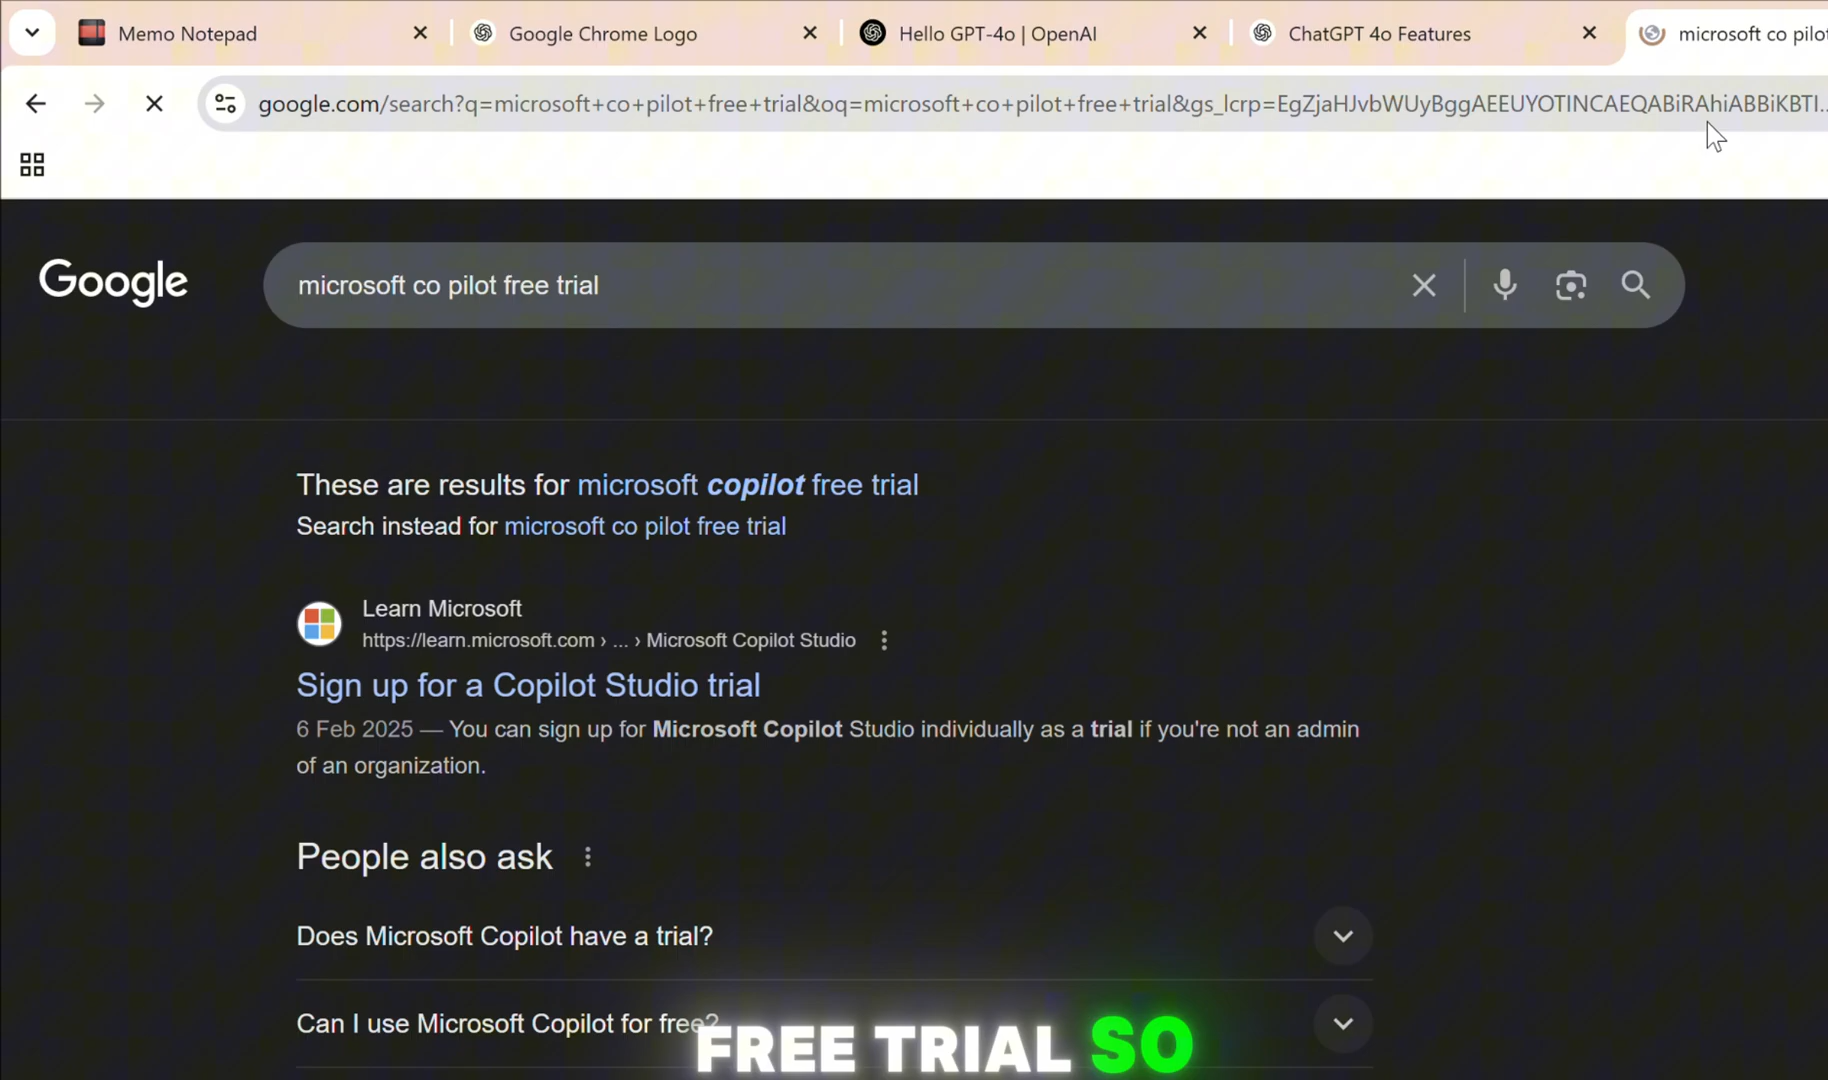 Memo Notepad
Google Chrome Logo
Hello GPT-4o | OpenAI
ChatGPT 4o Features
microsoft co pilot
google.com/search?q=microsoft+co+pilot+free+trial&oq=microsoft+co+pilot+free+trial&gs_lcrp=EgZjaHJvbWUyBggAEEUYOTINCAEQABiRAhiABBiKBTI...
Google
microsoft co pilot free trial
These are results for microsoft copilot free trial
Search instead for microsoft co pilot free trial
Learn Microsoft
https://learn.microsoft.com › ... › Microsoft Copilot Studio
Sign up for a Copilot Studio trial
6 Feb 2025 — You can sign up for Microsoft Copilot Studio individually as a trial if you're not an admin
of an organization.
People also ask
Does Microsoft Copilot have a trial?
Can I use Microsoft Copilot for free?
FREE TRIAL SO